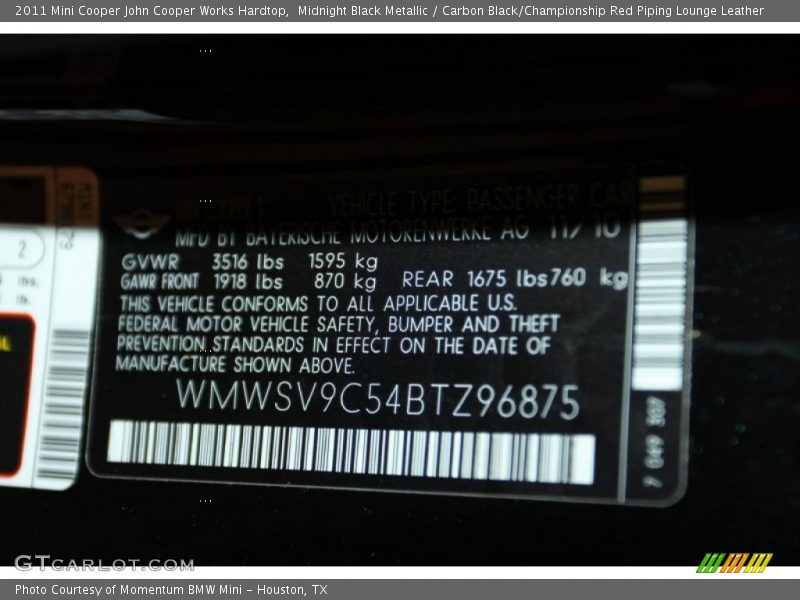 2011 Mini Cooper John Cooper Works Hardtop, Midnight Black Metallic / Carbon Black/Championship Red Piping Lounge Leather
VEHICLE TYPE: PASSENGER CAR
MFD BY BAYERISCHE MOTORENWERKE AG 11/10
GVWR 3516 lbs 1595 kg
GAWR FRONT 1918 lbs 870 kg REAR 1675 lbs 760 kg
THIS VEHICLE CONFORMS TO ALL APPLICABLE U.S.
FEDERAL MOTOR VEHICLE SAFETY, BUMPER AND THEFT
PREVENTION STANDARDS IN EFFECT ON THE DATE OF
MANUFACTURE SHOWN ABOVE.
WMWSV9C54BTZ96875
2
lbs.
lb.
MINI
GTCARLOT.COM
Photo Courtesy of Momentum BMW Mini - Houston, TX